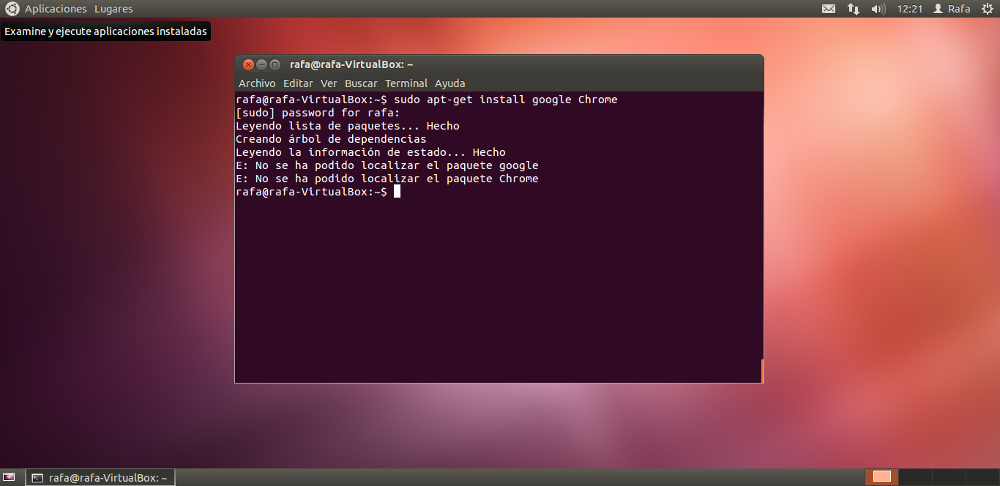 Aplicaciones Lugares 12:21 Rafa
Examine y ejecute aplicaciones instaladas
rafa@rafa-VirtualBox: ~
Archivo Editar Ver Buscar Terminal Ayuda
rafa@rafa-VirtualBox:~$ sudo apt-get install google Chrome
[sudo] password for rafa:
Leyendo lista de paquetes... Hecho
Creando árbol de dependencias
Leyendo la información de estado... Hecho
E: No se ha podido localizar el paquete google
E: No se ha podido localizar el paquete Chrome
rafa@rafa-VirtualBox:~$
rafa@rafa-VirtualBox: ~